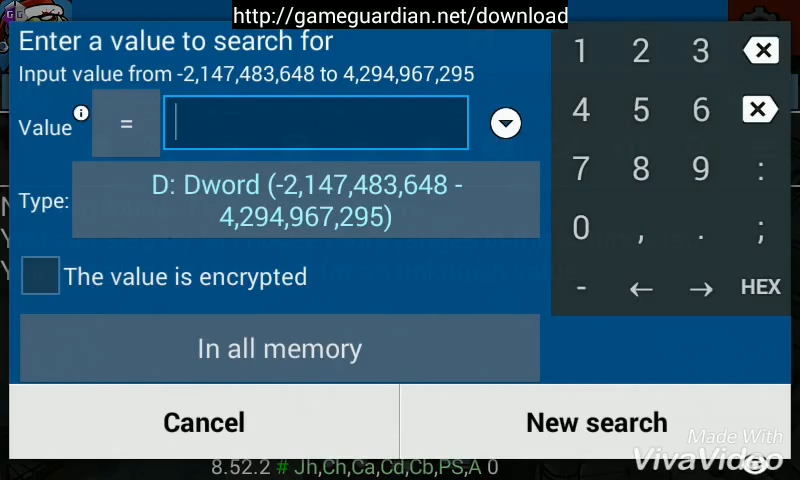 http://gameguardian.net/download
Enter a value to search for
Input value from -2,147,483,648 to 4,294,967,295
Value
=
Type:
D: Dword (-2,147,483,648 -
4,294,967,295)
The value is encrypted
In all memory
Cancel
New search
1 2 3
4 5 6
7 8 9 :
0 , . ;
- ← → HEX
8.52.2 # Jh,Ch,Ca,Cd,Cb,PS,A 0
Made With
VivaVideo